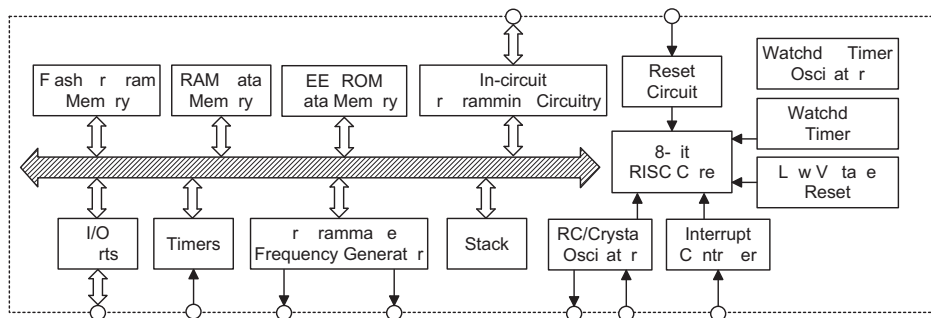 F ash r ram
Mem ry
RAM ata
Mem ry
EE ROM
ata Mem ry
In-circuit
r rammin Circuitry
Reset
Circuit
Watchd Timer
Osci at r
Watchd
Timer
8- it
RISC C re
L w V ta e
Reset
I/O
rts
Timers
r ramma e
Frequency Generat r
Stack
RC/Crysta
Osci at r
Interrupt
C ntr er